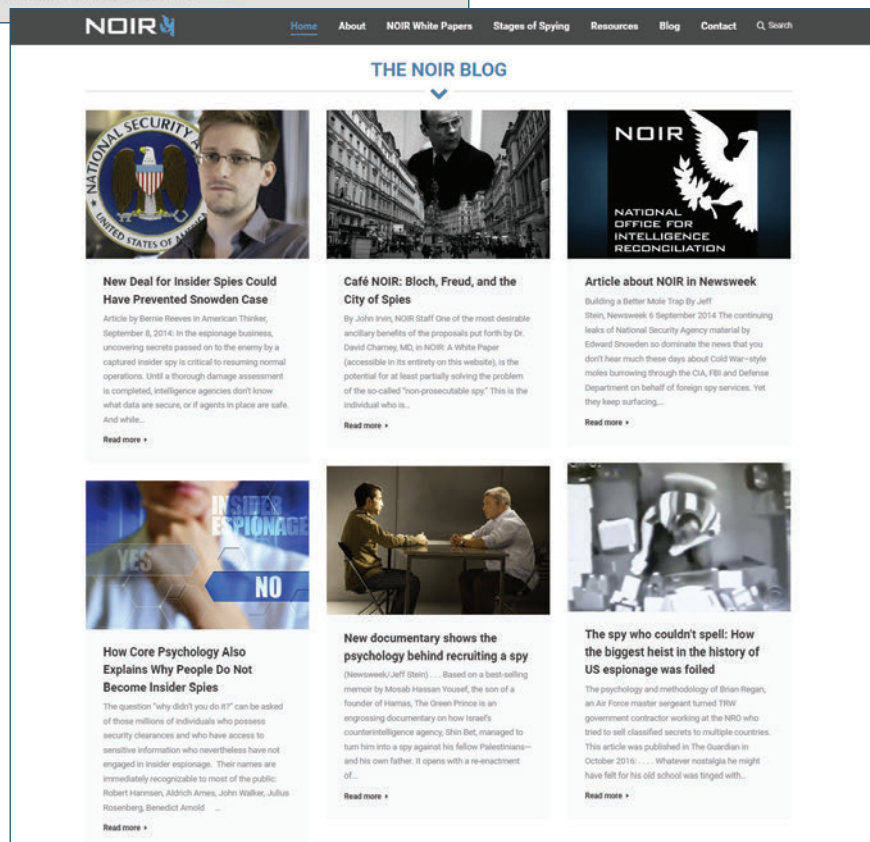 NOIR
Home About NOIR White Papers Stages of Spying Resources Blog Contact Search
THE NOIR BLOG
NATIONAL SECURITY A
UNITED STATES OF AM
New Deal for Insider Spies Could
Have Prevented Snowden Case
Article by Bernie Reeves in American Thinker,
September 8, 2014: In the espionage business,
uncovering secrets passed on to the enemy by a
captured insider spy is critical to resuming normal
operations. Until a thorough damage assessment
is completed, intelligence agencies don't know
what data are secure, or if agents in place are safe.
And while...
Read more
Café NOIR: Bloch, Freud, and the
City of Spies
By John Irvin, NOIR Staff One of the most desirable
ancillary benefits of the proposals put forth by Dr.
David Charney, MD, in NOIR: A White Paper
(accessible in its entirety on this website), is the
potential for at least partially solving the problem
of the so-called "non-prosecutable spy." This is the
individual who is...
Read more
NOIR
NATIONAL
OFFICE FOR
INTELLIGENCE
RECONCILIATION
Article about NOIR in Newsweek
Building a Better Mole Trap By Jeff
Stein, Newsweek 6 September 2014 The continuing
leaks of National Security Agency material by
Edward Snowden so dominate the news that you
don't hear much these days about Cold War–style
moles burrowing through the CIA, FBI and Defense
Department on behalf of foreign spy services. Yet
they keep surfacing,...
Read more
INSIDER
ESPIONAGE
YES
NO
How Core Psychology Also
Explains Why People Do Not
Become Insider Spies
The question "why didn't you do it?" can be asked
of those millions of individuals who possess
security clearances and who have access to
sensitive information who nevertheless have not
engaged in insider espionage. Their names are
immediately recognizable to most of the public:
Robert Hannsen, Aldrich Ames, John Walker, Julius
Rosenberg, Benedict Arnold ...
Read more
New documentary shows the
psychology behind recruiting a spy
(Newsweek/Jeff Stein) . . . Based on a best-selling
memoir by Mosab Hassan Yousef, the son of a
founder of Hamas, The Green Prince is an
engrossing documentary on how Israel's
counterintelligence agency, Shin Bet, managed to
turn him into a spy against his fellow Palestinians—
and his own father. It opens with a re-enactment
of...
Read more
The spy who couldn't spell: How
the biggest heist in the history of
US espionage was foiled
The psychology and methodology of Brian Regan,
an Air Force master sergeant turned TRW
government contractor working at the NRO who
tried to sell classified secrets to multiple countries.
This article was published in The Guardian in
October 2016: . . . . Whatever nostalgia he might
have felt for his old school was tinged with...
Read more